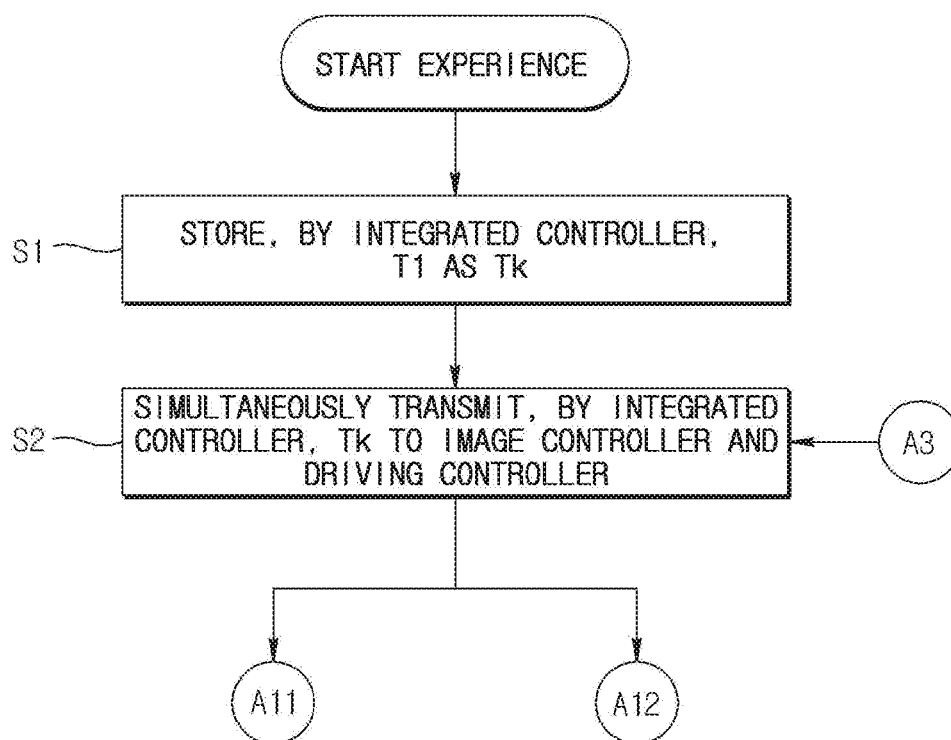 START EXPERIENCE
S1
STORE, BY INTEGRATED CONTROLLER,
T1 AS Tk
S2
SIMULTANEOUSLY TRANSMIT, BY INTEGRATED
CONTROLLER, Tk TO IMAGE CONTROLLER AND
DRIVING CONTROLLER
A3
A11
A12